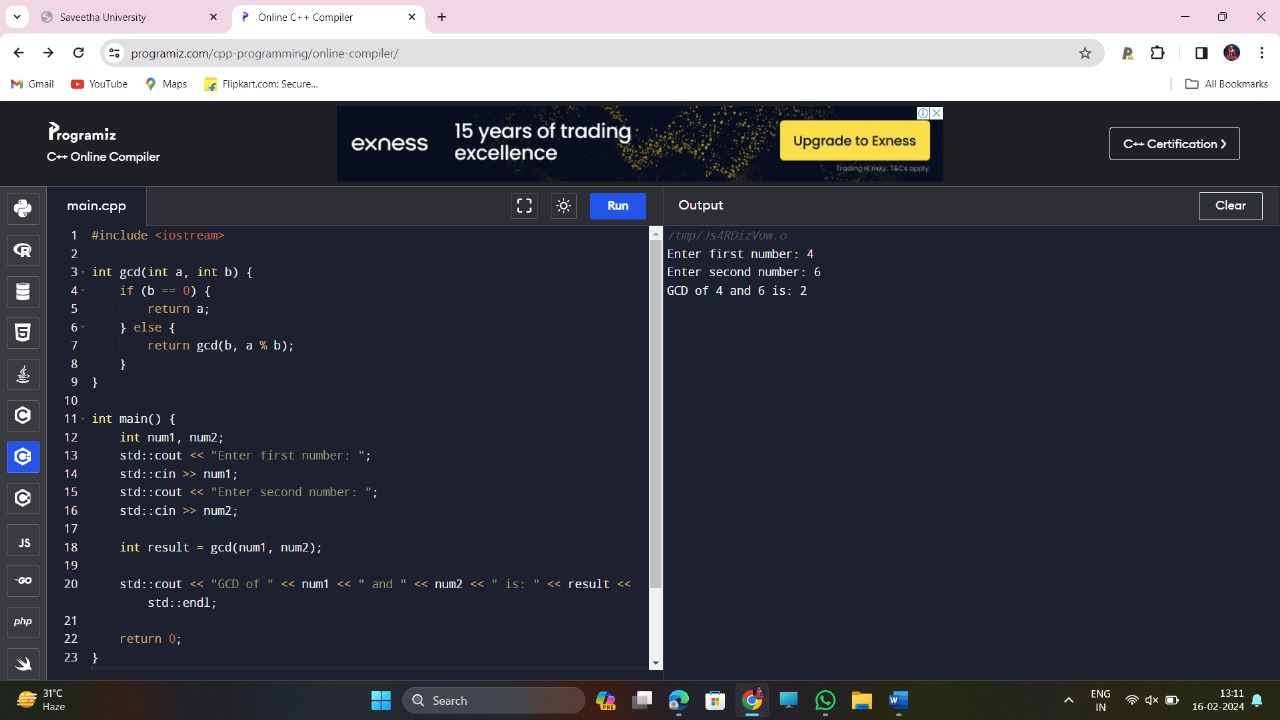 Saveetha University
Online C++ Compiler
programiz.com/cpp-programming/online-compiler/
Gmail
YouTube
Maps
Flipkart.com: Secure...
All Bookmarks
Programiz
C++ Online Compiler
exness
15 years of trading
excellence
Upgrade to Exness
Trading is risky. T&Cs apply.
C++ Certification >
main.cpp
Run
Output
Clear
1 #include <iostream>
2
3 int gcd(int a, int b) {
4     if (b == 0) {
5         return a;
6     } else {
7         return gcd(b, a % b);
8     }
9 }
10
11 int main() {
12     int num1, num2;
13     std::cout << "Enter first number: ";
14     std::cin >> num1;
15     std::cout << "Enter second number: ";
16     std::cin >> num2;
17
18     int result = gcd(num1, num2);
19
20     std::cout << "GCD of " << num1 << " and " << num2 << " is: " << result <<
        std::endl;
21
22     return 0;
23 }
/tmp/Js4RDizVow.o
Enter first number: 4
Enter second number: 6
GCD of 4 and 6 is: 2
JS
GO
php
31°C
Haze
Search
PRE
ENG
IN
13:11
16-02-2024